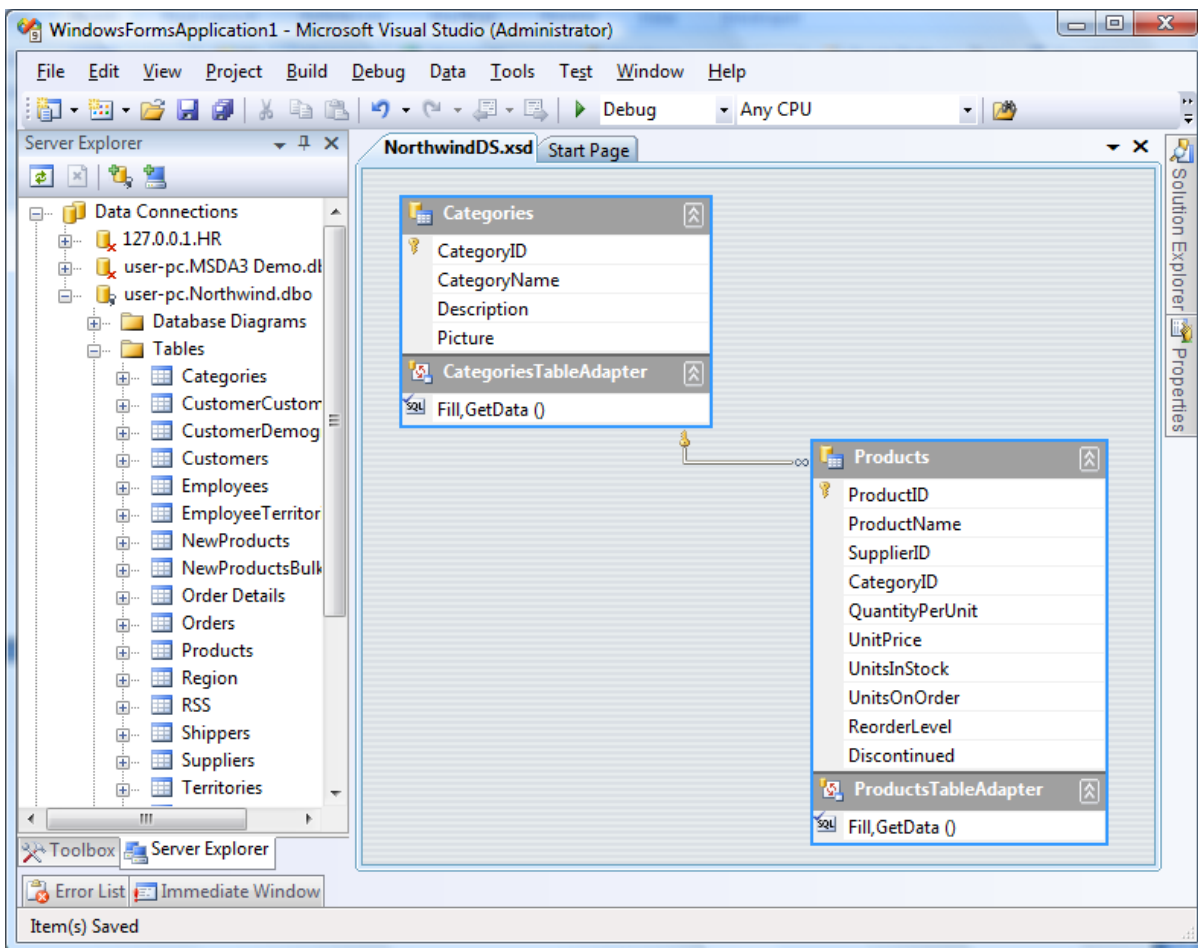 WindowsFormsApplication1 - Microsoft Visual Studio (Administrator)
File Edit View Project Build Debug Data Tools Test Window Help
Debug Any CPU
Server Explorer
Data Connections
127.0.0.1.HR
user-pc.MSDA3 Demo.d
user-pc.Northwind.dbo
Database Diagrams
Tables
Categories
CustomerCustom
CustomerDemog
Customers
Employees
EmployeeTerritor
NewProducts
NewProductsBulk
Order Details
Orders
Products
Region
RSS
Shippers
Suppliers
Territories
Toolbox Server Explorer
Error List Immediate Window
Item(s) Saved
NorthwindDS.xsd Start Page
Categories
CategoryID
CategoryName
Description
Picture
CategoriesTableAdapter
SQL Fill,GetData ()
Products
ProductID
ProductName
SupplierID
CategoryID
QuantityPerUnit
UnitPrice
UnitsInStock
UnitsOnOrder
ReorderLevel
Discontinued
ProductsTableAdapter
SQL Fill,GetData ()
Solution Explorer
Properties